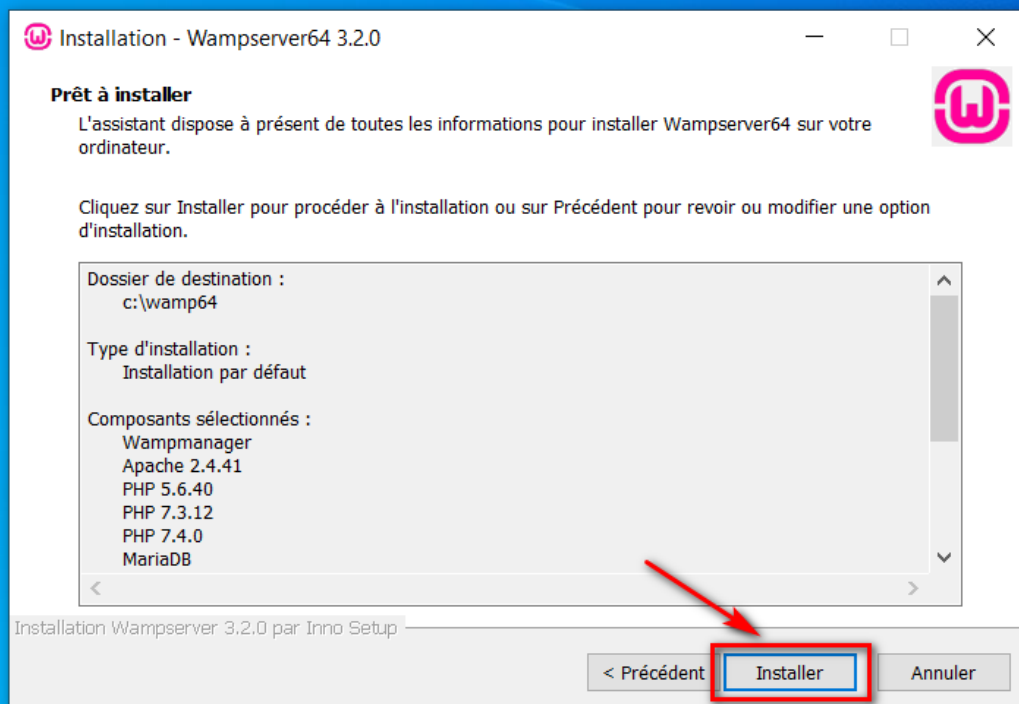 Installation - Wampserver64 3.2.0
Prêt à installer
L'assistant dispose à présent de toutes les informations pour installer Wampserver64 sur votre
ordinateur.
Cliquez sur Installer pour procéder à l'installation ou sur Précédent pour revoir ou modifier une option
d'installation.
Dossier de destination :
c:\wamp64
Type d'installation :
Installation par défaut
Composants sélectionnés :
Wampmanager
Apache 2.4.41
PHP 5.6.40
PHP 7.3.12
PHP 7.4.0
MariaDB
Installation Wampserver 3.2.0 par Inno Setup
< Précédent Installer Annuler